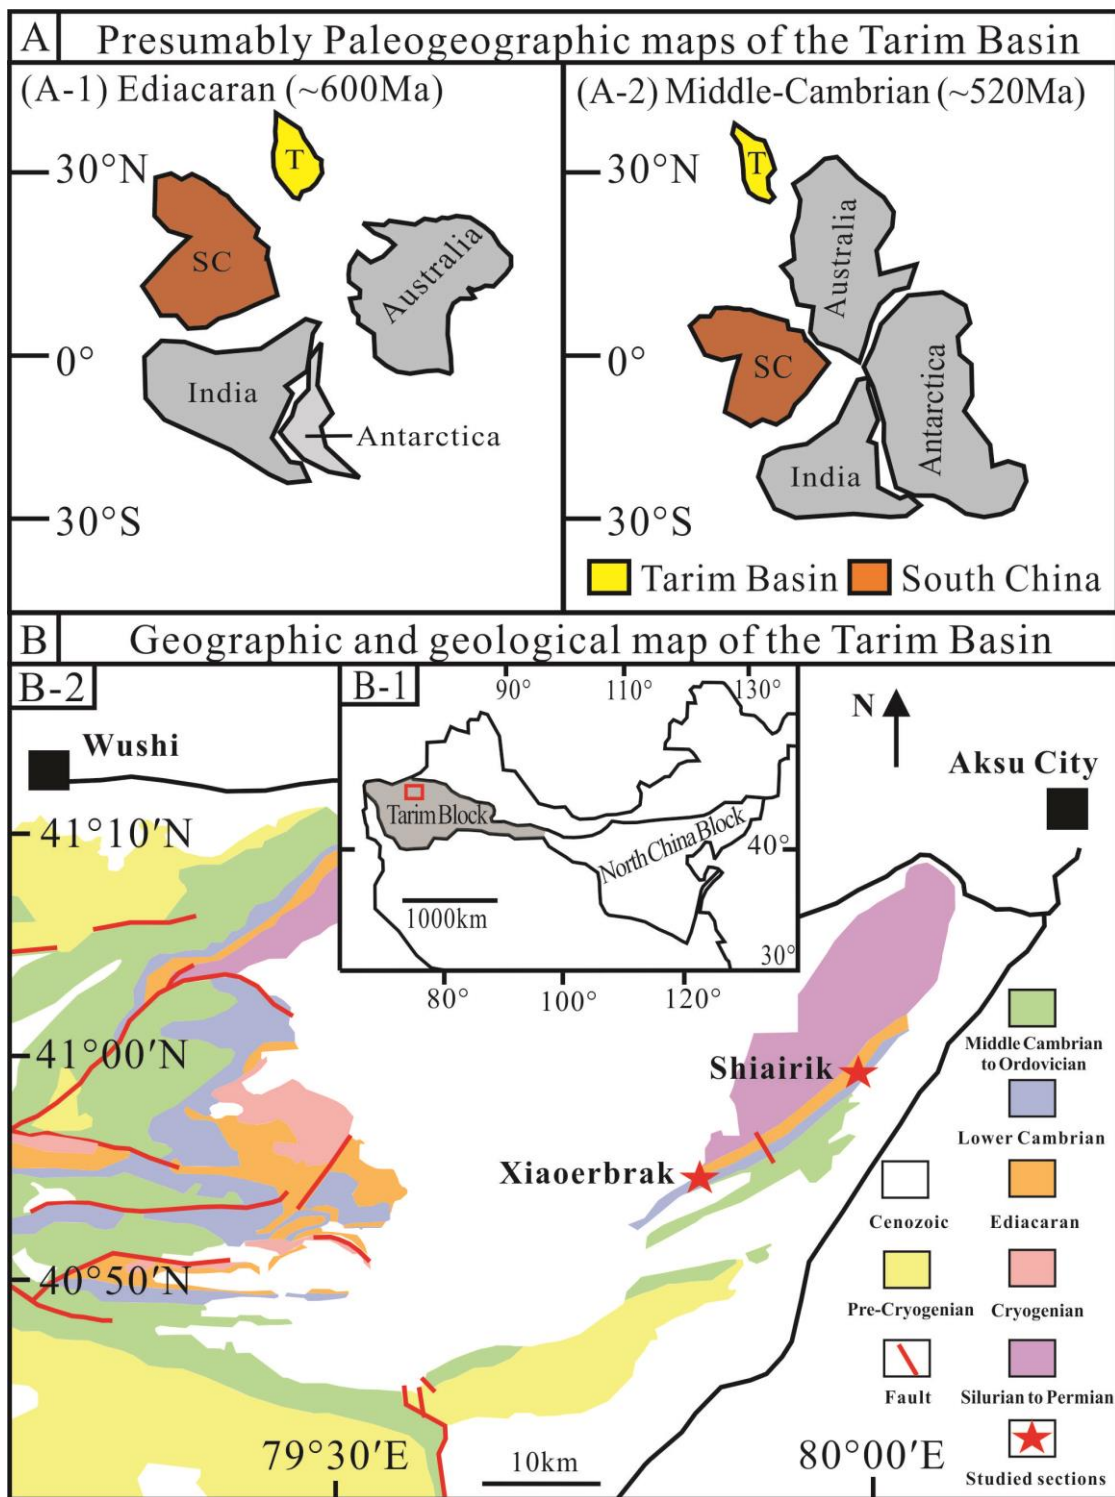 A
Presumably Paleogeographic maps of the Tarim Basin
(A-1) Ediacaran (~600Ma)
T
30°N
SC
Australia
0°
India
Antarctica
30°S
(A-2) Middle-Cambrian (~520Ma)
T
30°N
Australia
SC
0°
Antarctica
India
30°S
Tarim Basin
South China
B
Geographic and geological map of the Tarim Basin
B-2
B-1
90°
110°
130°
Tarim Block
North China Block
40°
1000km
30°
80°
100°
120°
N
Wushi
Aksu City
41°10′N
41°00′N
Shiairik
Xiaoerbrak
40°50′N
79°30′E
10km
80°00′E
Middle Cambrian
to Ordovician
Lower Cambrian
Cenozoic
Ediacaran
Pre-Cryogenian
Cryogenian
Fault
Silurian to Permian
Studied sections